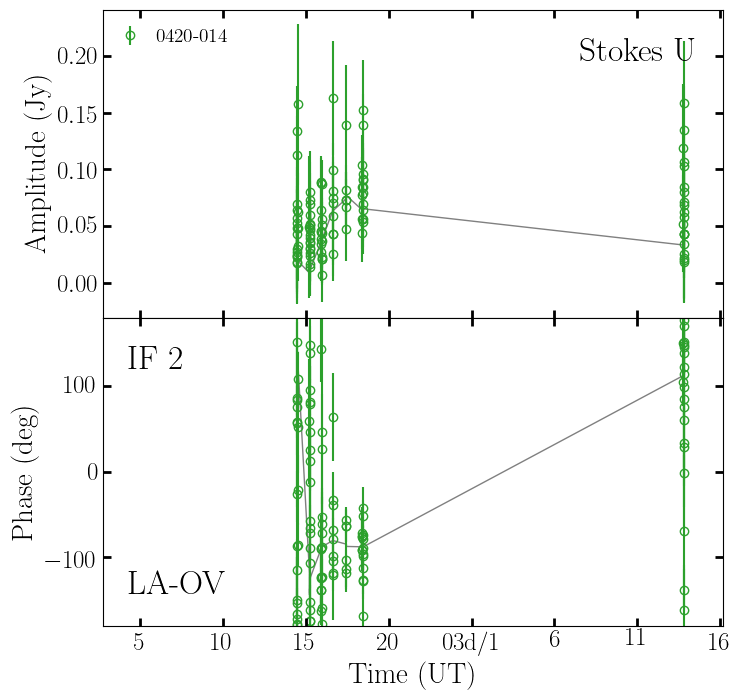 0420-014
Stokes U
0.20
0.15
0.10
0.05
0.00
Amplitude (Jy)
IF 2
100
0
−100
Phase (deg)
LA-OV
5 10 15 20 03d/1 6 11 16
Time (UT)